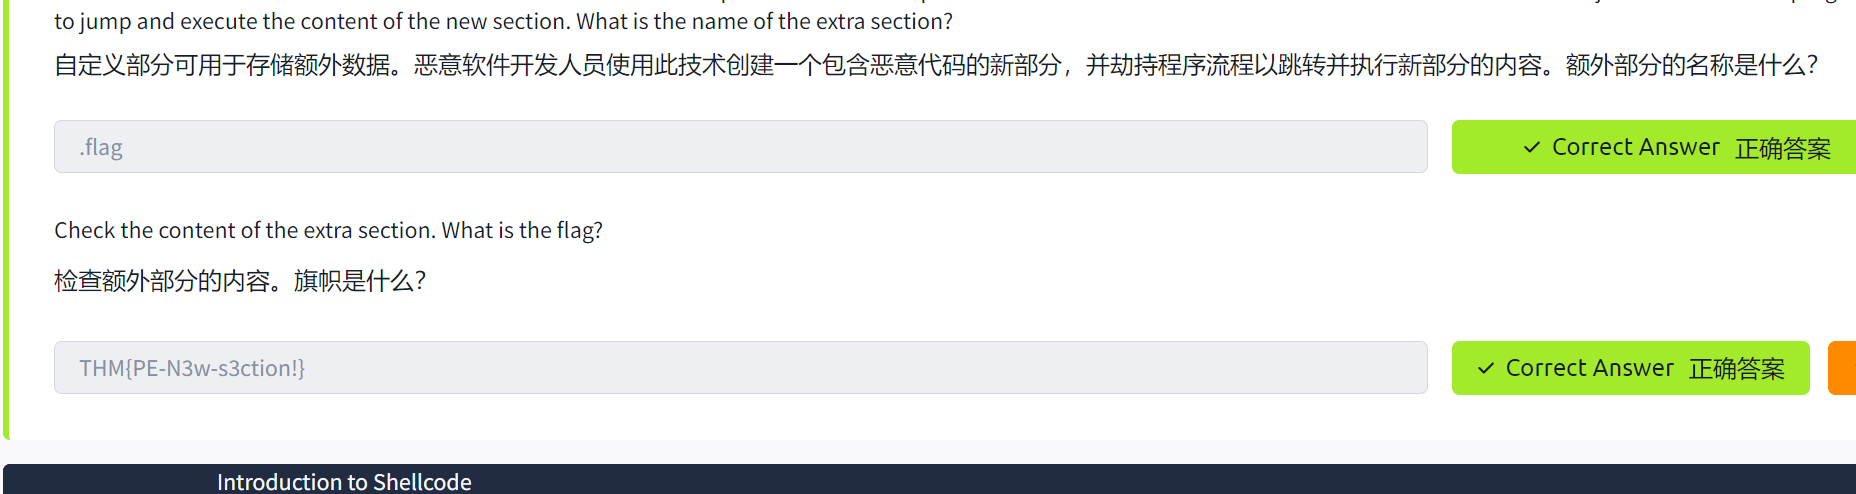 to jump and execute the content of the new section. What is the name of the extra section?
自定义部分可用于存储额外数据。恶意软件开发人员使用此技术创建一个包含恶意代码的新部分，并劫持程序流程以跳转并执行新部分的内容。额外部分的名称是什么？
.flag
✓ Correct Answer 正确答案
Check the content of the extra section. What is the flag?
检查额外部分的内容。旗帜是什么？
THM{PE-N3w-s3ction!}
✓ Correct Answer 正确答案
Introduction to Shellcode